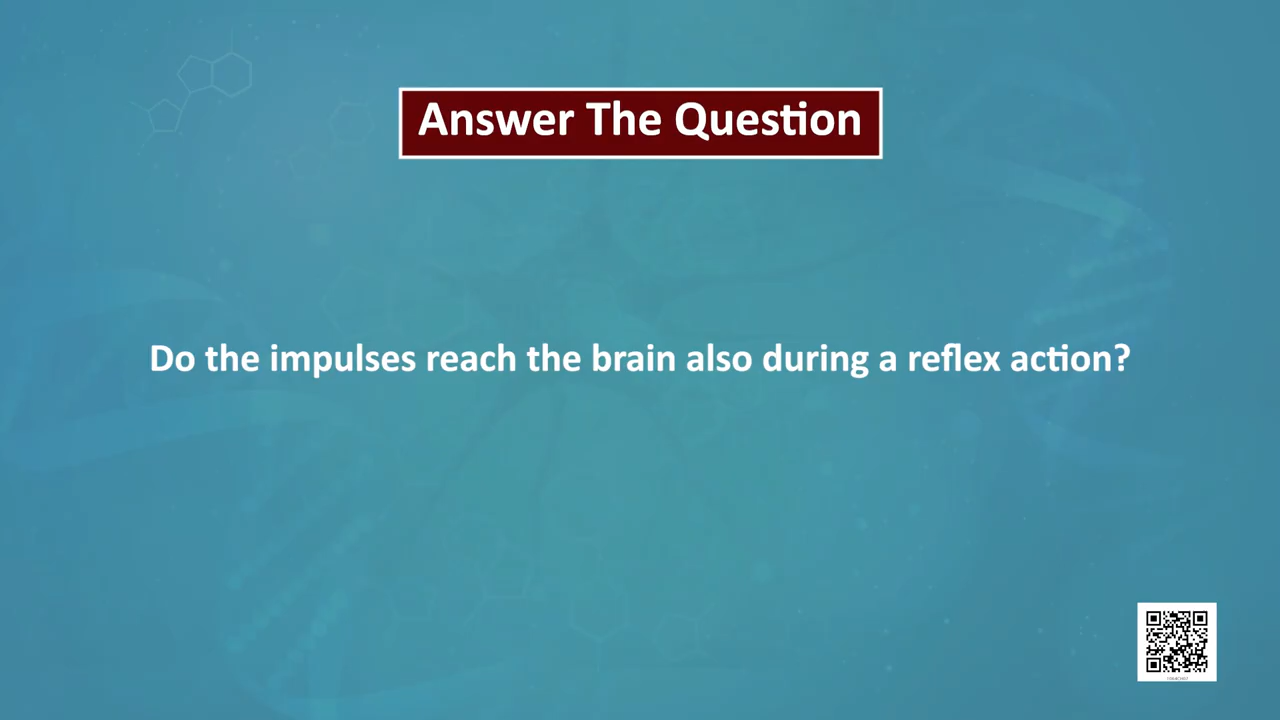 Answer The Question
Do the impulses reach the brain also during a reflex action?